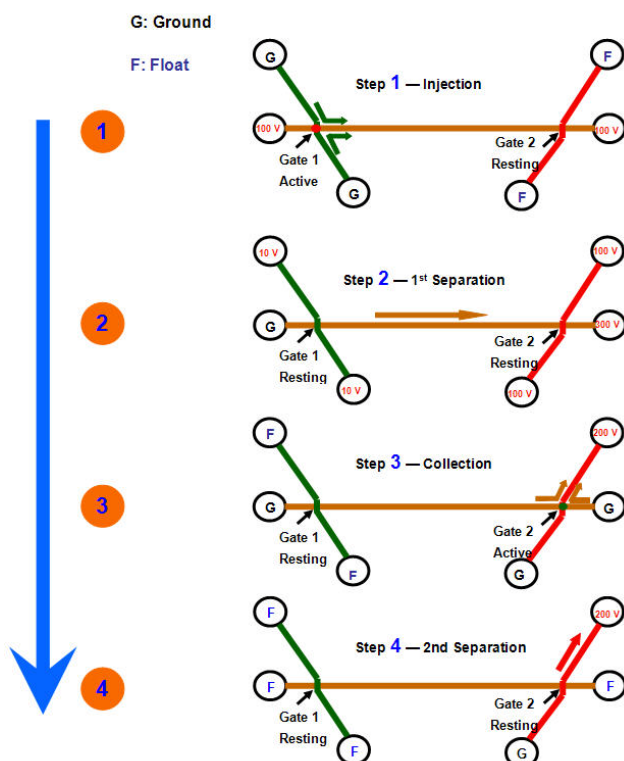 G: Ground
F: Float
1
Step 1 — Injection
G
F
100 V
100 V
Gate 1
Active
Gate 2
Resting
G
F
2
Step 2 — 1st Separation
10 V
100 V
G
300 V
Gate 1
Resting
Gate 2
Resting
10 V
100 V
3
Step 3 — Collection
F
200 V
G
G
Gate 1
Resting
Gate 2
Active
F
G
4
Step 4 — 2nd Separation
F
200 V
F
F
Gate 1
Resting
Gate 2
Resting
F
G